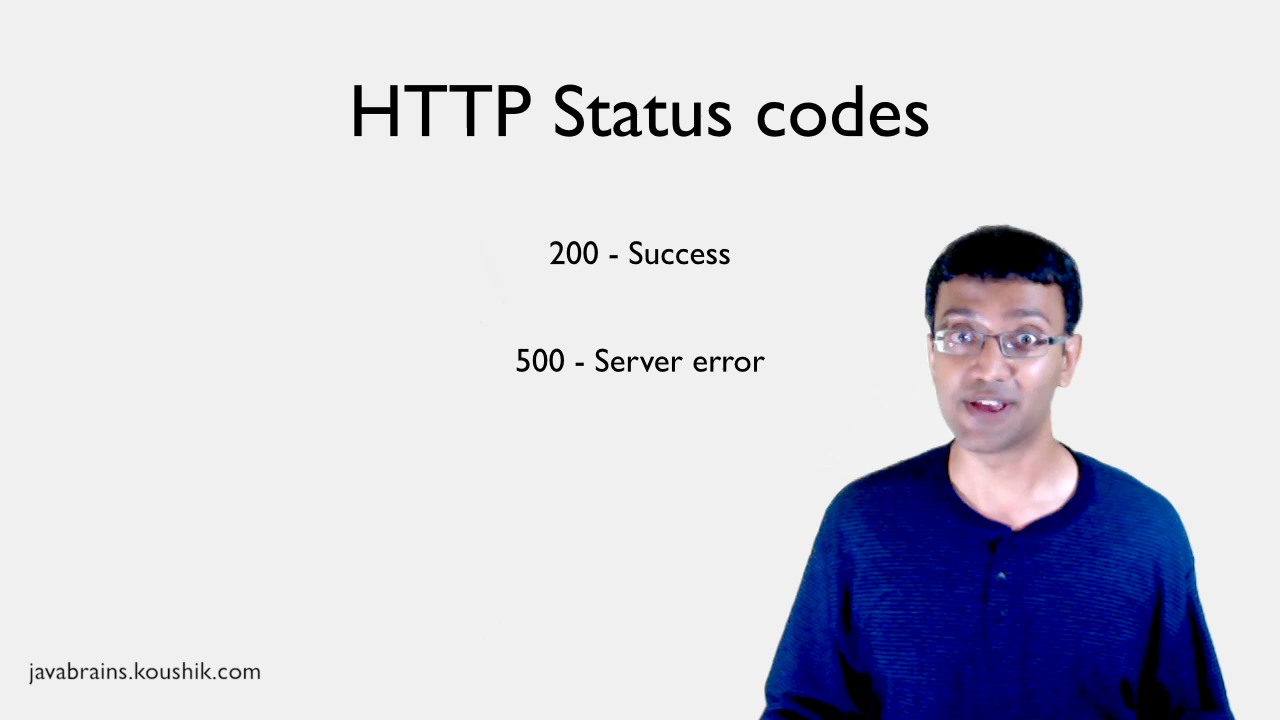 HTTP Status codes
200 - Success
500 - Server error
javabrains.koushik.com